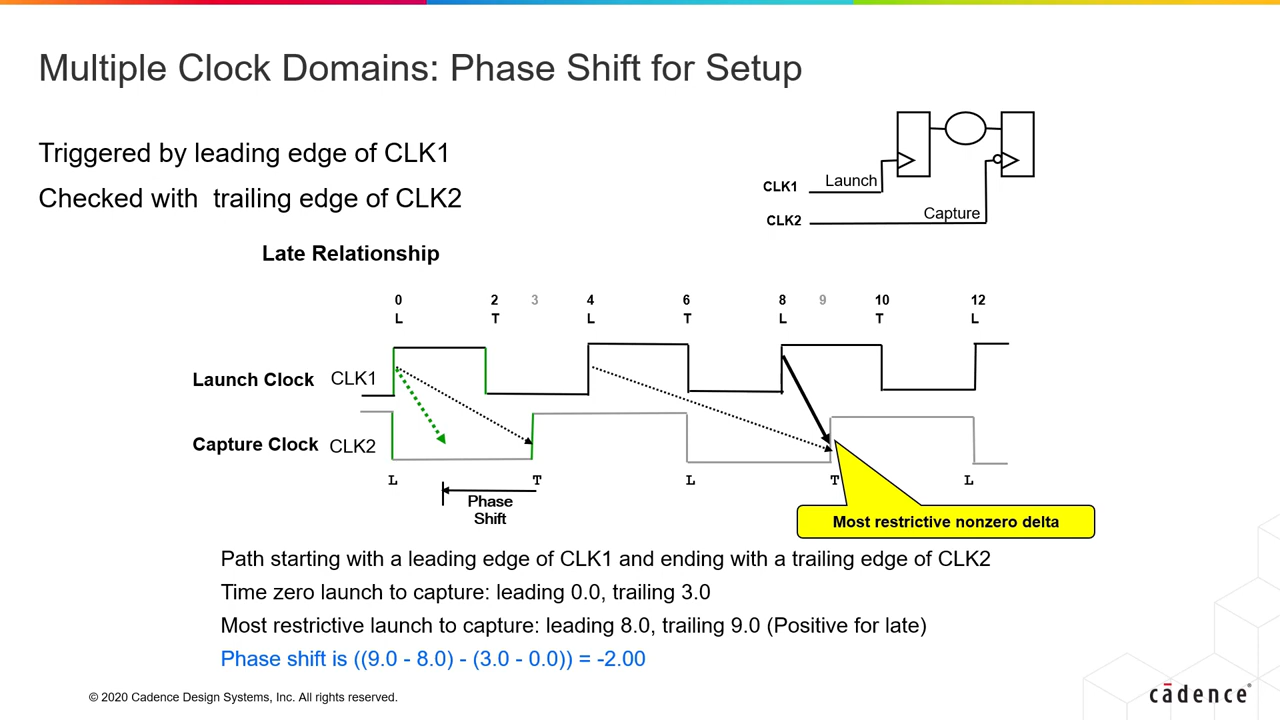 Multiple Clock Domains: Phase Shift for Setup
Triggered by leading edge of CLK1
Checked with  trailing edge of CLK2
CLK1
Launch
CLK2
Capture
Late Relationship
0 2 3 4 6 8 9 10 12
L T L T L T L
Launch Clock CLK1
Capture Clock CLK2
L T L T L
Phase
Shift
Most restrictive nonzero delta
Path starting with a leading edge of CLK1 and ending with a trailing edge of CLK2
Time zero launch to capture: leading 0.0, trailing 3.0
Most restrictive launch to capture: leading 8.0, trailing 9.0 (Positive for late)
Phase shift is ((9.0 - 8.0) - (3.0 - 0.0)) = -2.00
© 2020 Cadence Design Systems, Inc. All rights reserved.
cādence®